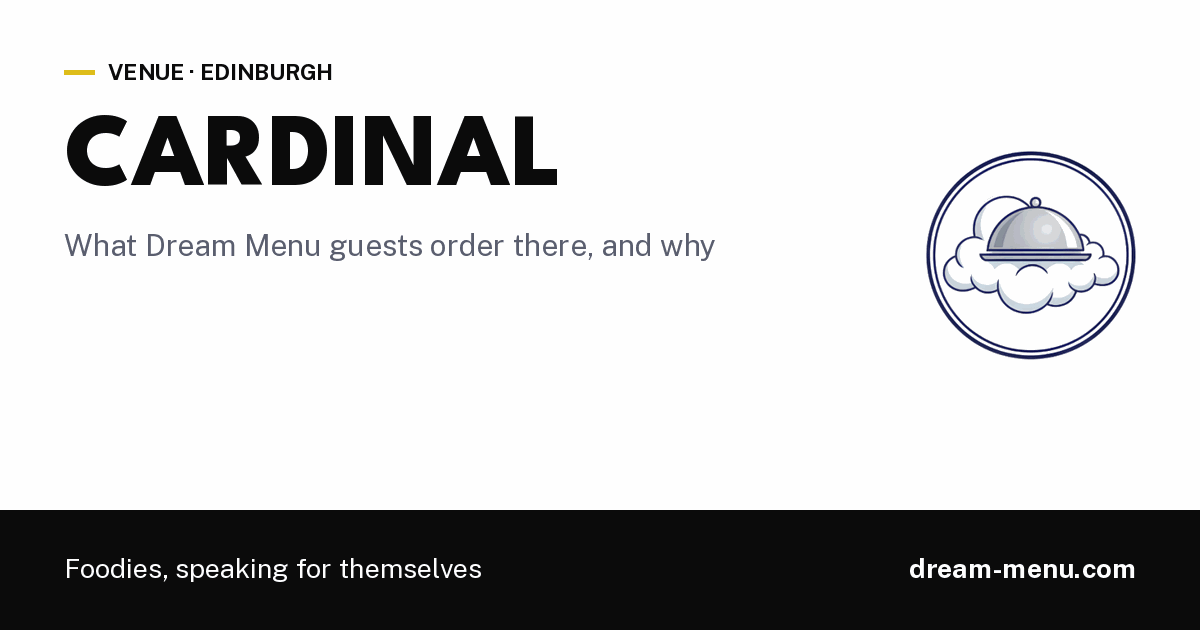 VENUE · EDINBURGH
CARDINAL
What Dream Menu guests order there, and why
Foodies, speaking for themselves
dream-menu.com